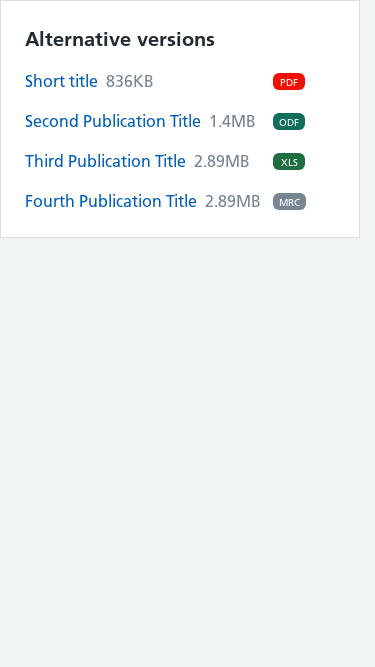 Alternative versions
Short title 836KB PDF
Second Publication Title 1.4MB ODF
Third Publication Title 2.89MB XLS
Fourth Publication Title 2.89MB MRC